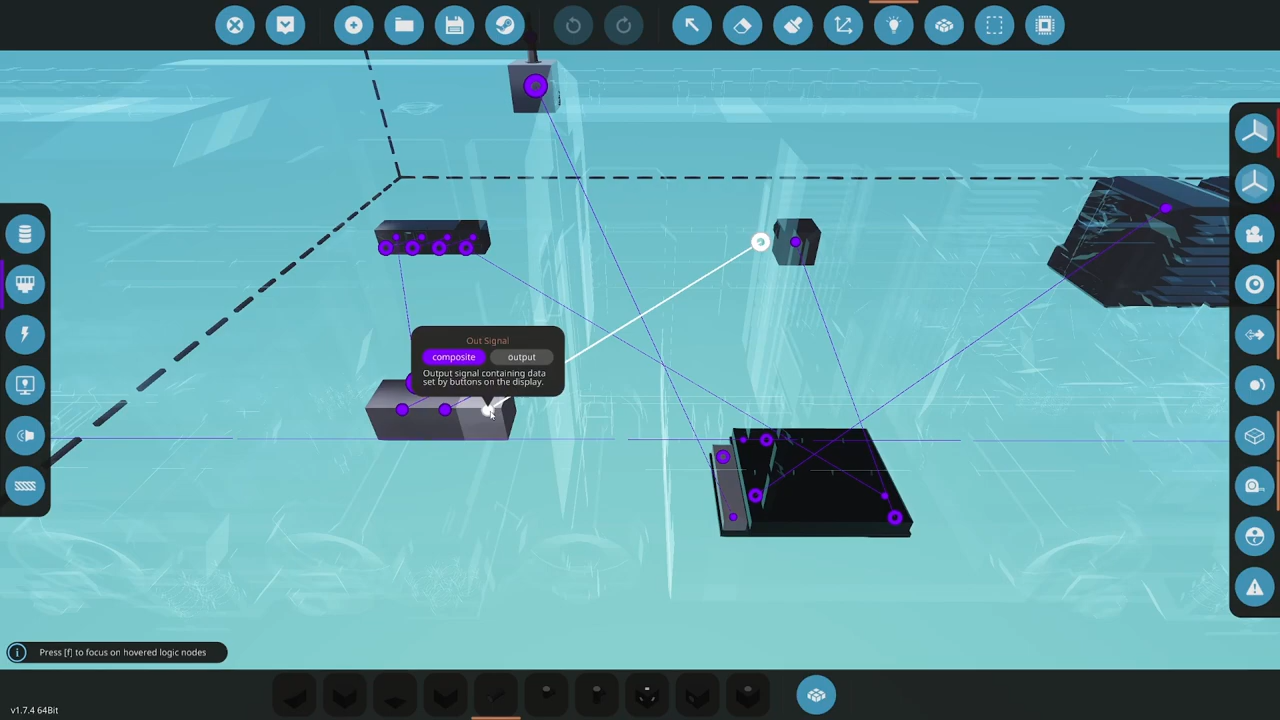 Out Signal
composite output
Output signal containing data
set by buttons on the display.
Press [f] to focus on hovered logic nodes
v1.7.4 64Bit